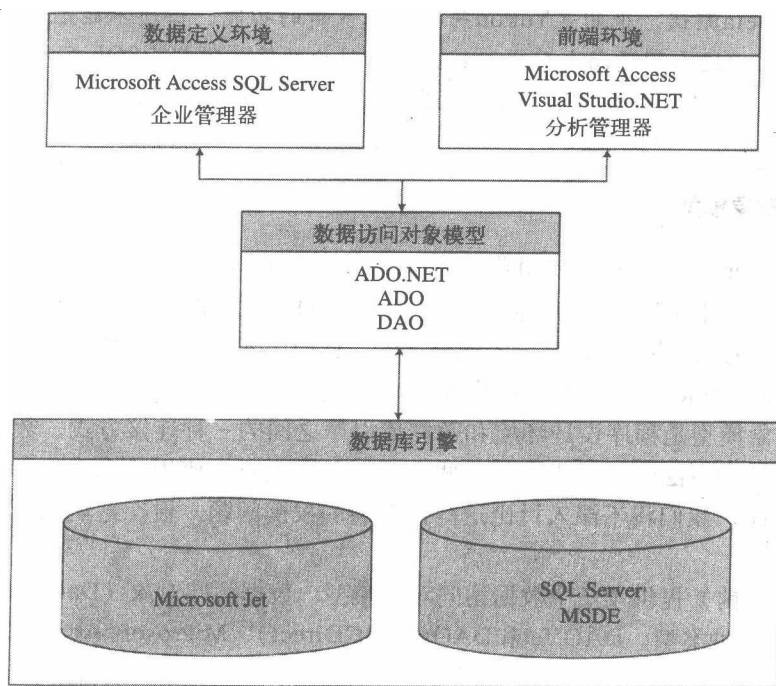 数据定义环境
Microsoft Access SQL Server
企业管理器
前端环境
Microsoft Access
Visual Studio.NET
分析管理器
数据访问对象模型
ADO.NET
ADO
DAO
数据库引擎
Microsoft Jet
SQL Server
MSDE